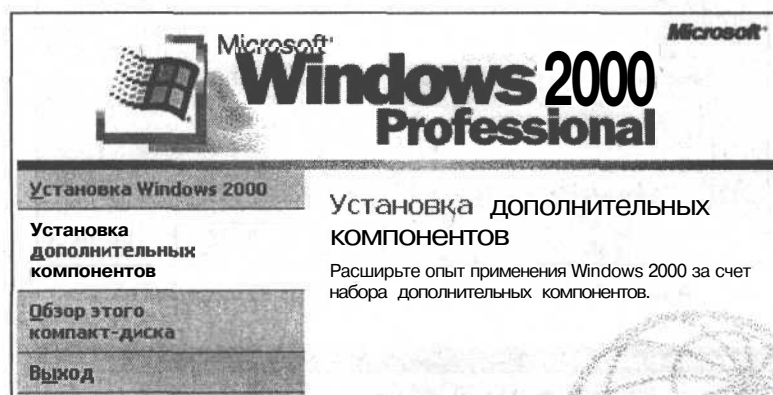 Microsoft
Microsoft
Windows 2000
Professional
Установка Windows 2000
Установка
дополнительных
компонентов
Обзор этого
компакт-диска
Выход
Установка дополнительных
компонентов
Расширьте опыт применения Windows 2000 за счет
набора дополнительных компонентов.